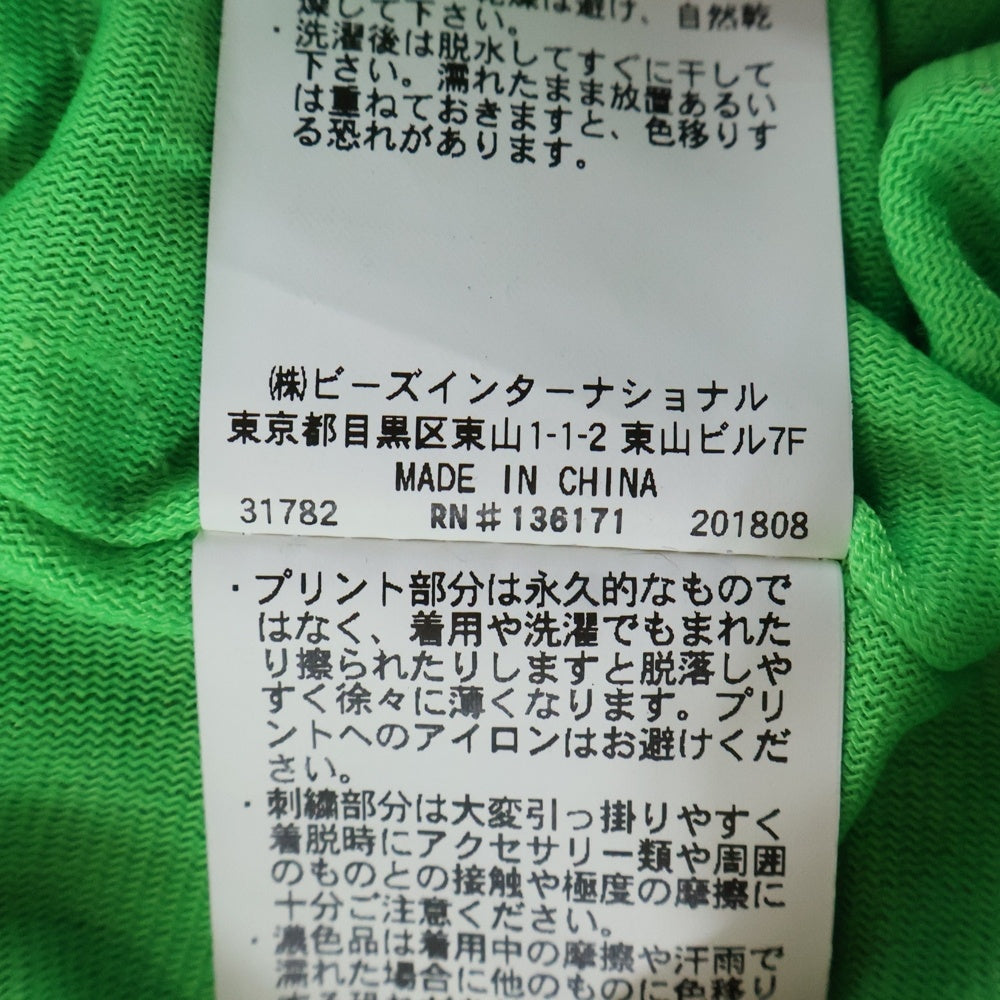 燥は避け、自然乾
燥して下さい。
・洗濯後は脱水してすぐに干して
下さい。濡れたまま放置あるい
は重ねておきますと、色移りす
る恐れがあります。
㈱ビーズインターナショナル
東京都目黒区東山1-1-2 東山ビル7F
MADE IN CHINA
31782 RN#136171 201808
・プリント部分は永久的なもので
はなく、着用や洗濯でもまれた
り擦られたりしますと脱落しや
すく徐々に薄くなります。プリ
ントへのアイロンはお避けくだ
さい。
・刺繍部分は大変引っ掛りやすく
着脱時にアクセサリー類や周囲
のものとの接触や極度の摩擦に
十分ご注意ください。
・濃色品は着用中の摩擦や汗雨で
濡れた場合に他のものに色移り